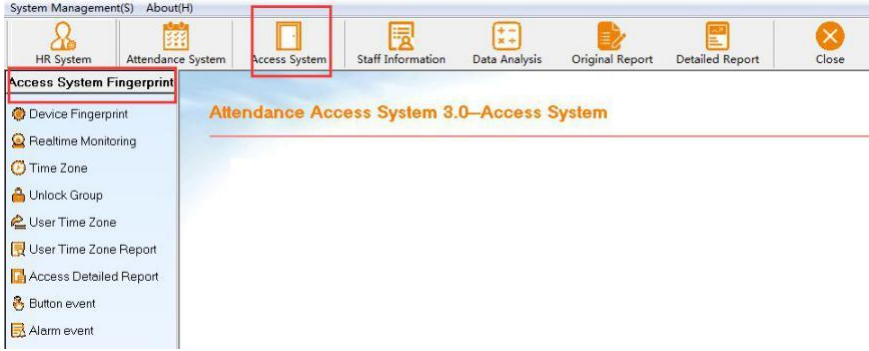 System Management(S) About(H)
HR System Attendance System Access System Staff Information Data Analysis Original Report Detailed Report Close
Access System Fingerprint
Attendance Access System 3.0—Access System
Device Fingerprint
Realtime Monitoring
Time Zone
Unlock Group
User Time Zone
User Time Zone Report
Access Detailed Report
Button event
Alarm event